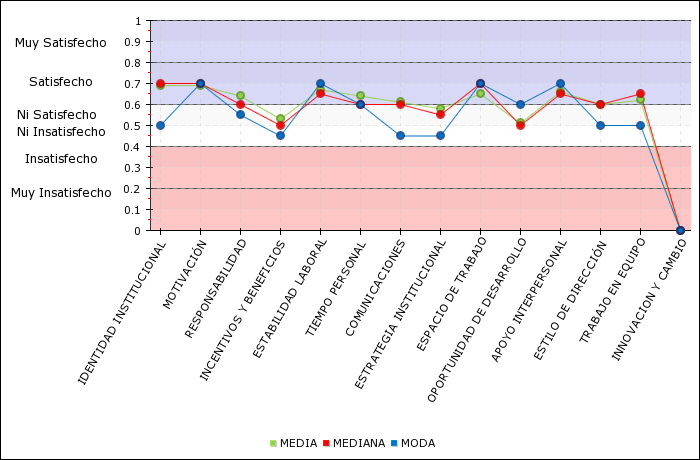 1
Muy Satisfecho
0.9
0.8
Satisfecho
0.7
0.6
Ni Satisfecho
0.5
Ni Insatisfecho
0.4
Insatisfecho
0.3
0.2
Muy Insatisfecho
0.1
0
IDENTIDAD INSTITUCIONAL
MOTIVACIÓN
RESPONSABILIDAD
INCENTIVOS Y BENEFICIOS
ESTABILIDAD LABORAL
TIEMPO PERSONAL
COMUNICACIONES
ESTRATEGIA INSTITUCIONAL
ESPACIO DE TRABAJO
OPORTUNIDAD DE DESARROLLO
APOYO INTERPERSONAL
ESTILO DE DIRECCIÓN
TRABAJO EN EQUIPO
INNOVACION Y CAMBIO
MEDIA MEDIANA MODA